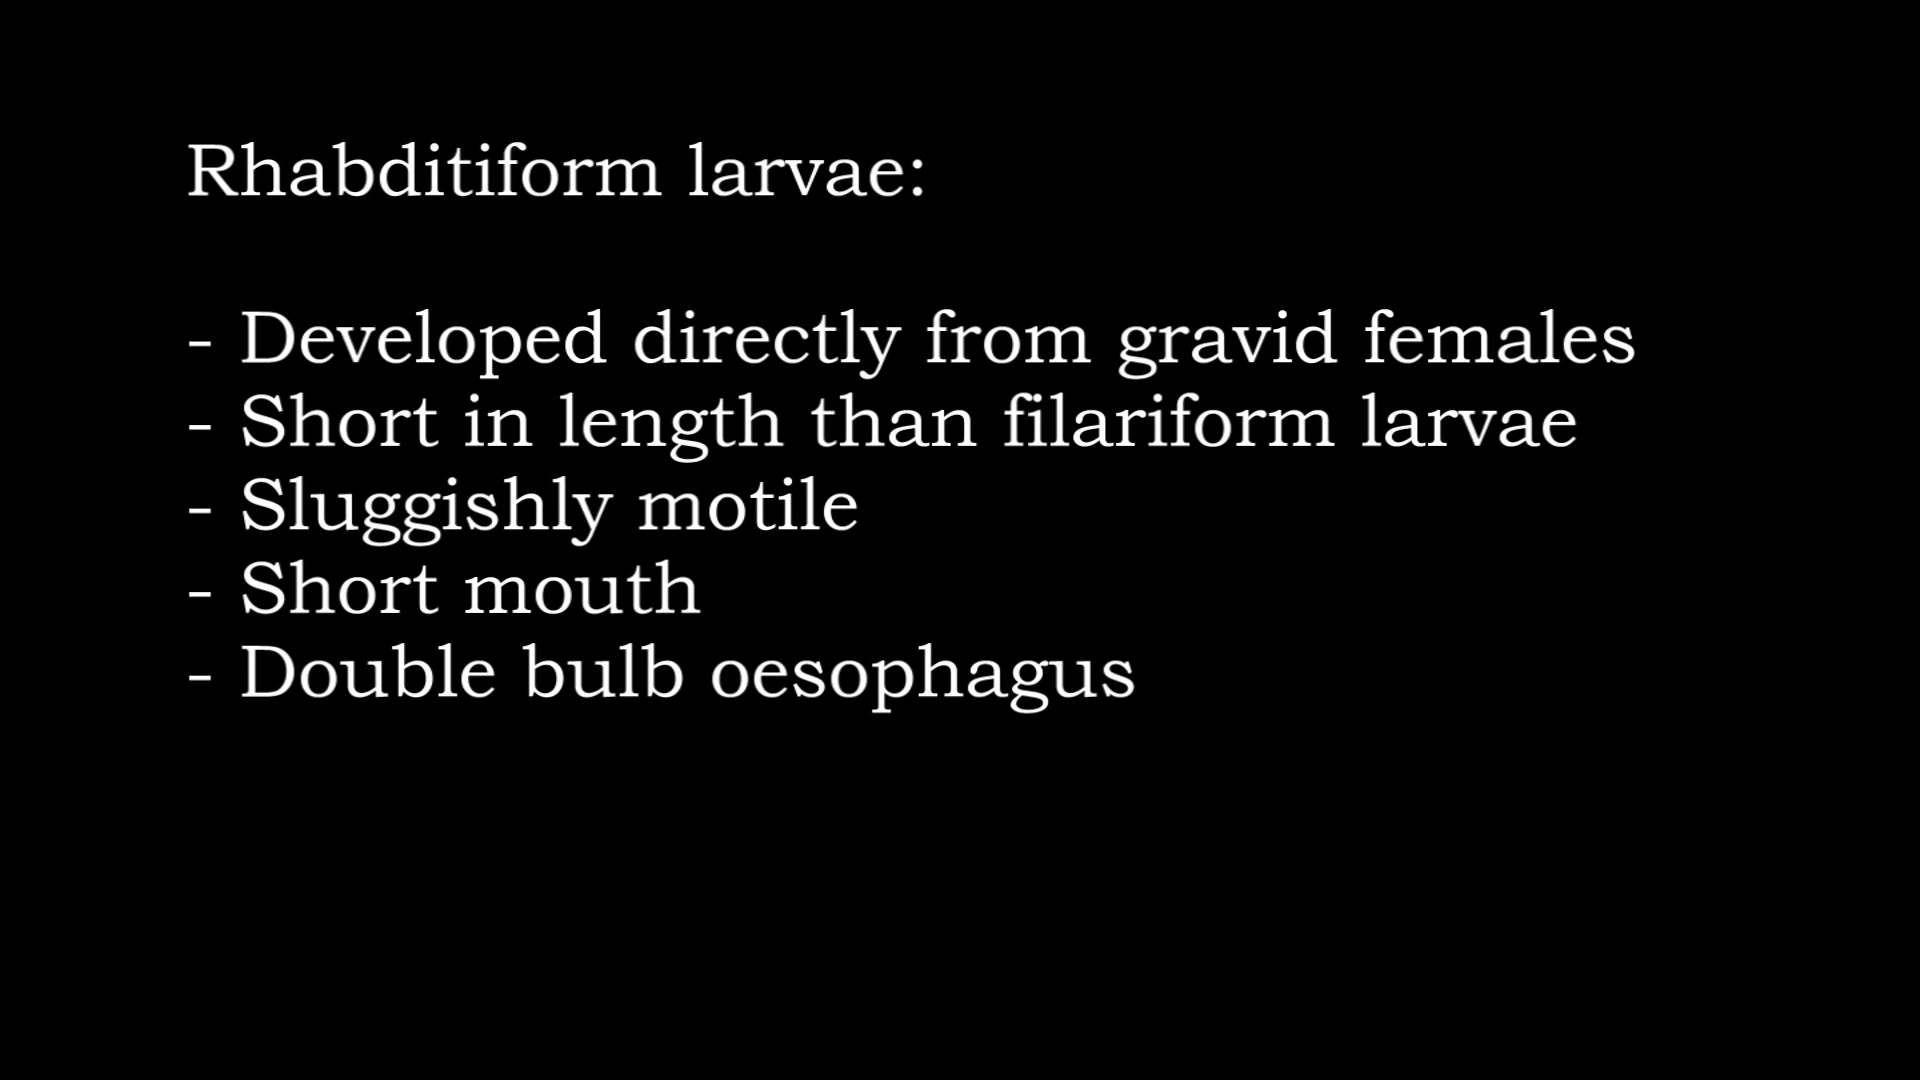 Rhabditiform larvae:
- Developed directly from gravid females
- Short in length than filariform larvae
- Sluggishly motile
- Short mouth
- Double bulb oesophagus